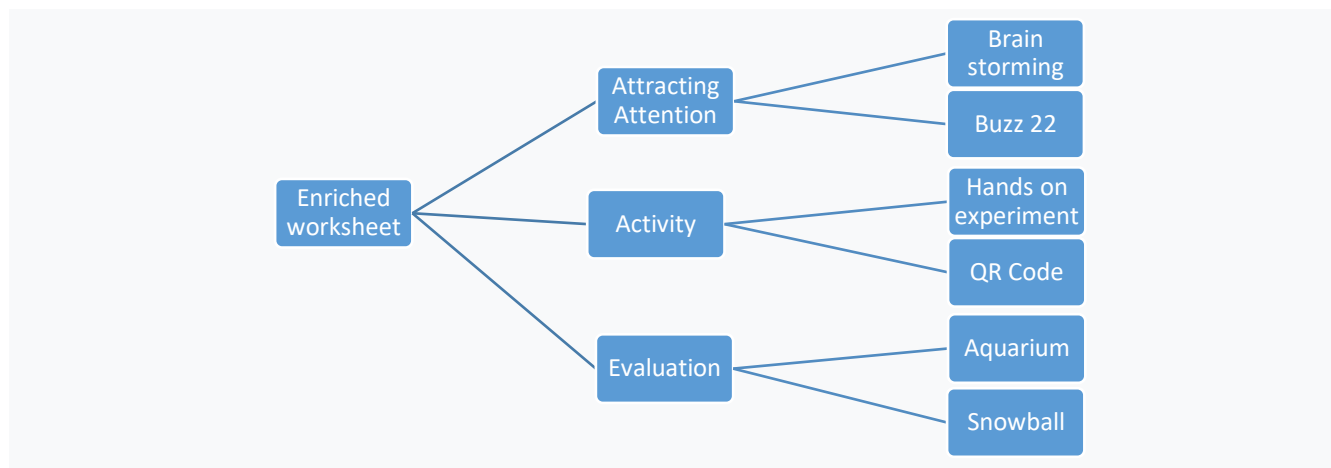 Enriched
worksheet
Attracting
Attention
Brain
storming
Buzz 22
Activity
Hands on
experiment
QR Code
Evaluation
Aquarium
Snowball